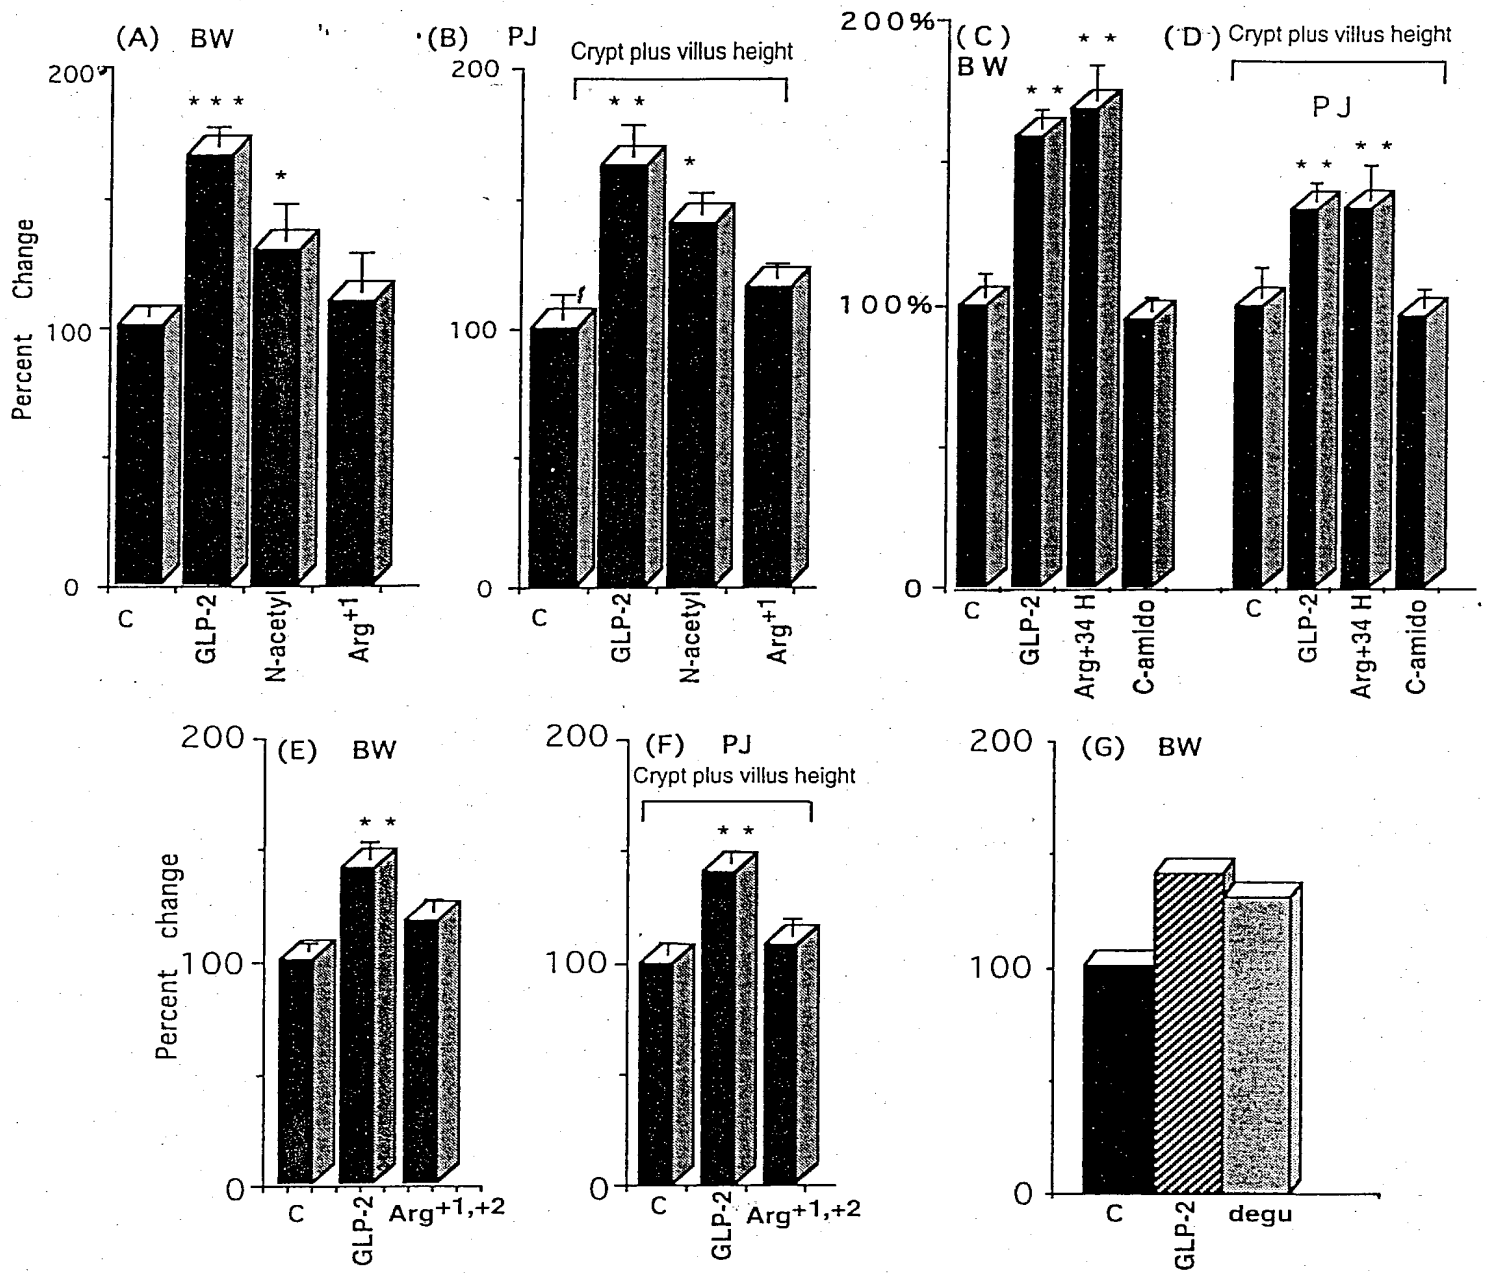 (A) BW
200
* * *
*
100
0
Percent Change
C
GLP-2
N-acetyl
Arg+1
(B) PJ
Crypt plus villus height
200
* *
*
100
0
C
GLP-2
N-acetyl
Arg+1
200%
(C)
BW
* *
* *
100%
0
C
GLP-2
Arg+34 H
C-amido
(D) Crypt plus villus height
PJ
* *
* *
C
GLP-2
Arg+34 H
C-amido
(E) BW
200
* *
100
0
Percent change
C
GLP-2
Arg+1,+2
(F) PJ
Crypt plus villus height
200
* *
100
0
C
GLP-2
Arg+1,+2
(G) BW
200
100
0
C
GLP-2
degu